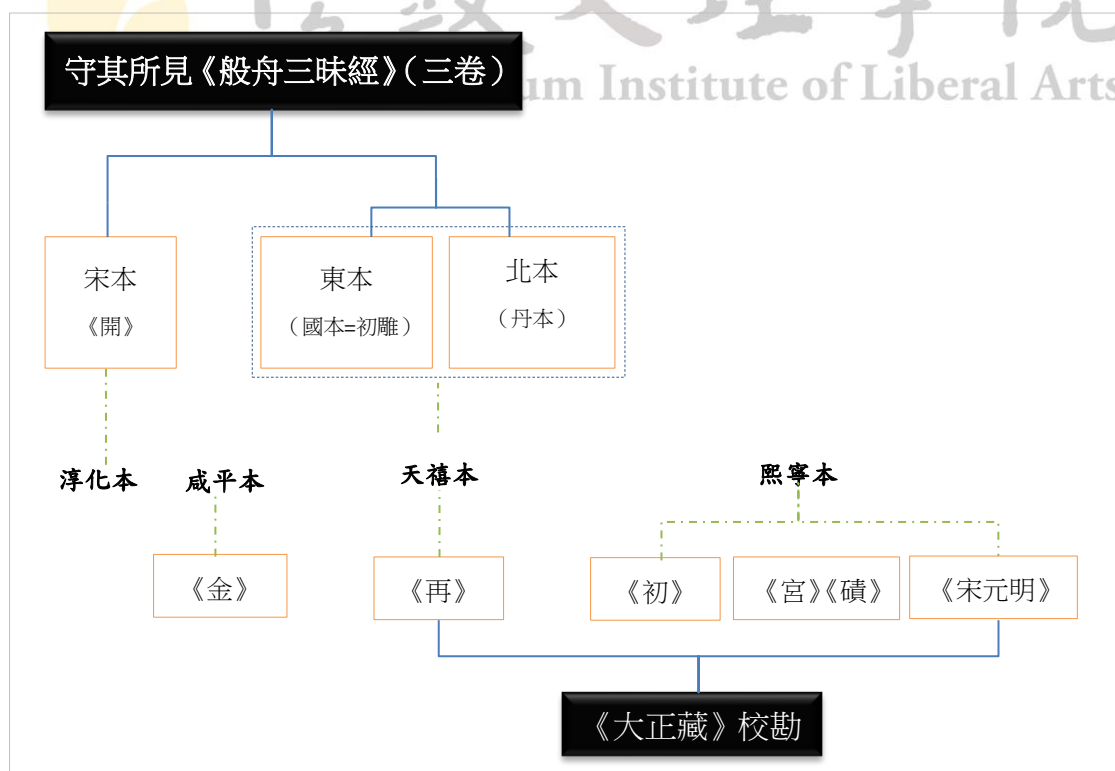 守其所見《般舟三昧經》（三卷）
um Institute of Liberal Arts
宋本
《開》
東本
（國本=初雕）
北本
（丹本）
淳化本
咸平本
天禧本
熙寧本
《金》
《再》
《初》
《宮》《磧》
《宋元明》
《大正藏》校勘